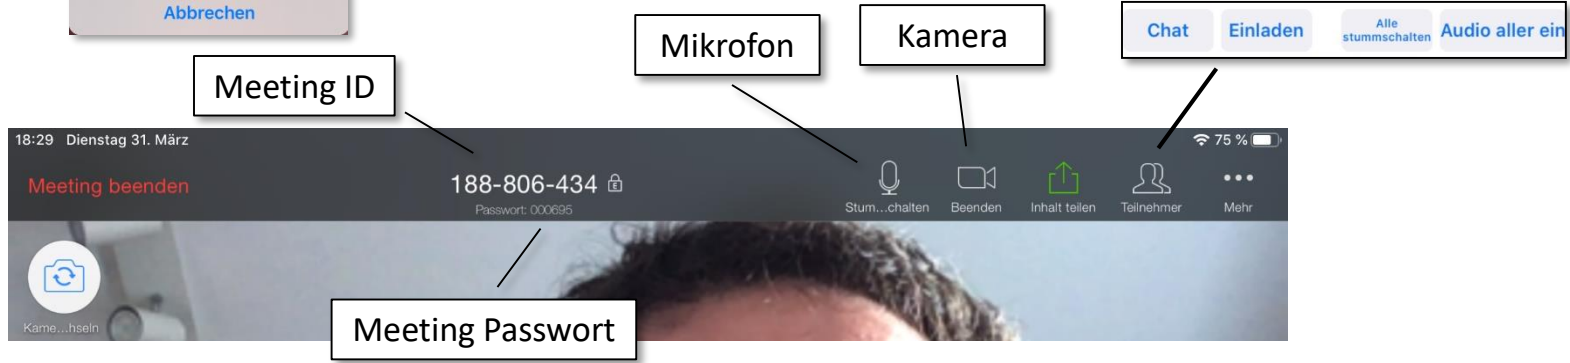 Abbrechen
Chat Einladen Alle stummschalten Audio aller ein
Mikrofon
Kamera
Meeting ID
18:29 Dienstag 31. März
75 %
Meeting beenden
188-806-434
Passwort: 000695
Stum...chalten Beenden Inhalt teilen Teilnehmer Mehr
Kame...hseln
Meeting Passwort